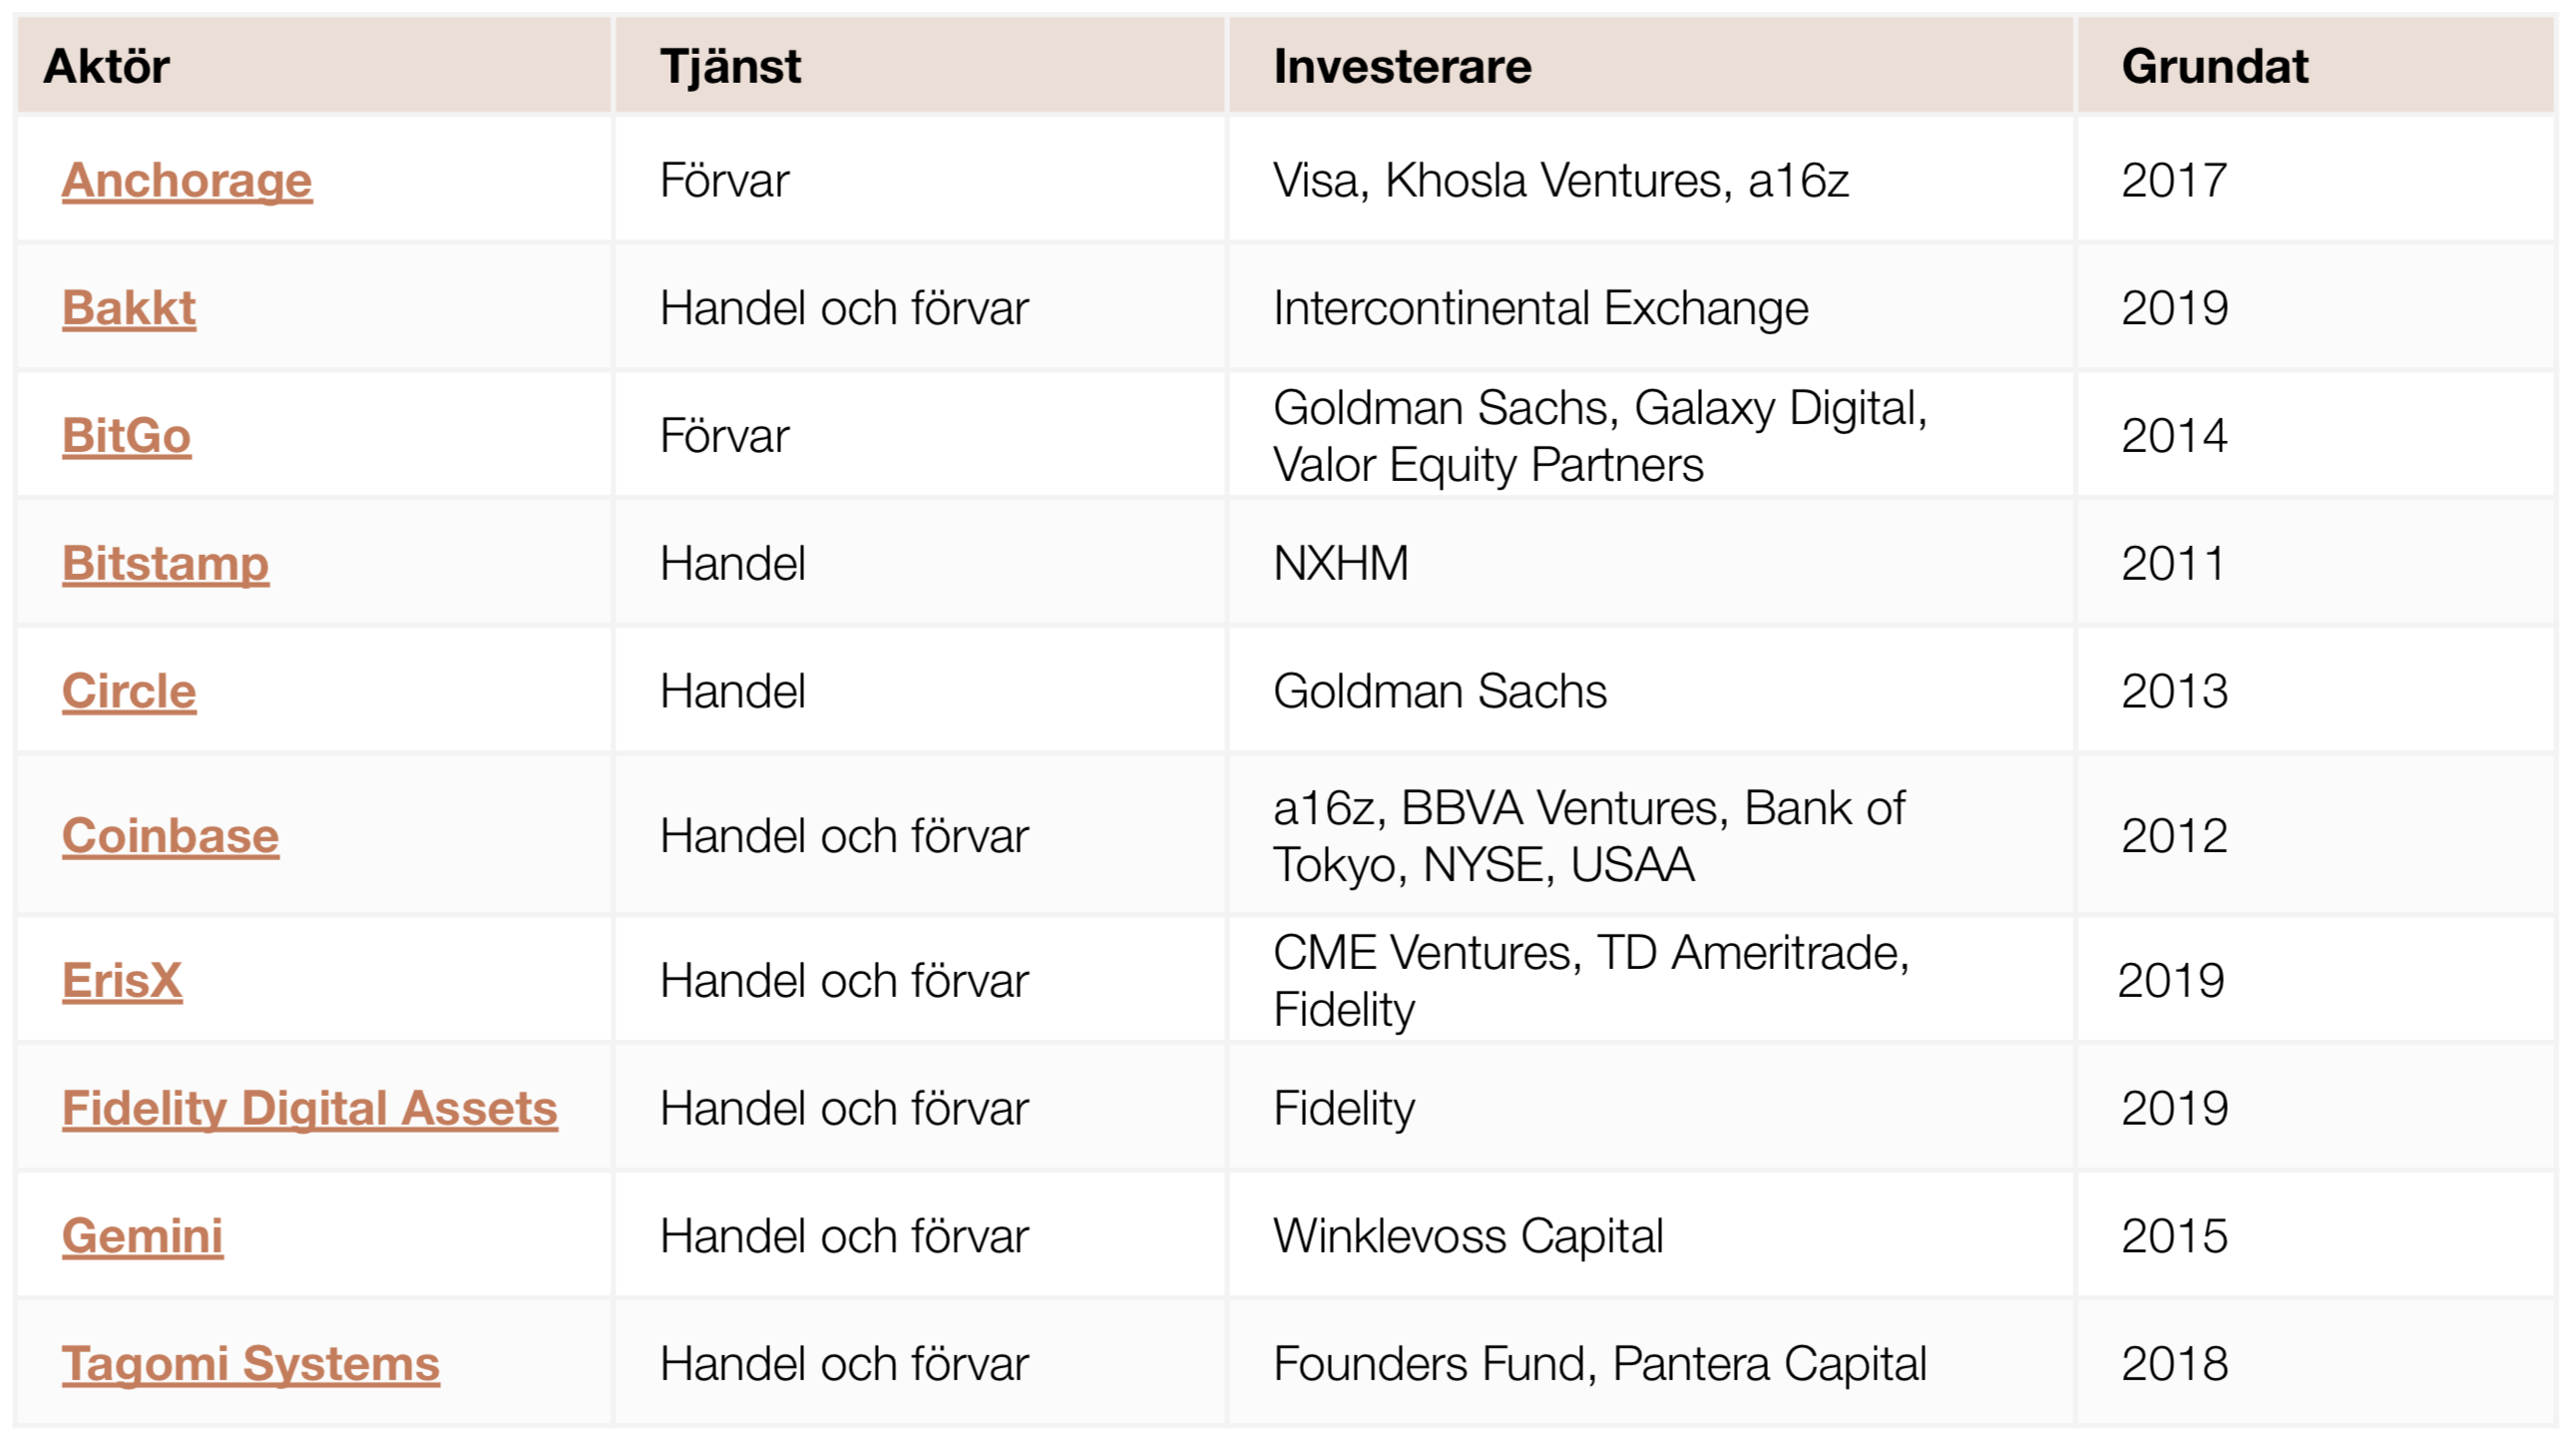 Aktör Tjänst Investerare Grundat
Anchorage Förvar Visa, Khosla Ventures, a16z 2017
Bakkt Handel och förvar Intercontinental Exchange 2019
BitGo Förvar Goldman Sachs, Galaxy Digital,
Valor Equity Partners 2014
Bitstamp Handel NXHM 2011
Circle Handel Goldman Sachs 2013
Coinbase Handel och förvar a16z, BBVA Ventures, Bank of
Tokyo, NYSE, USAA 2012
ErisX Handel och förvar CME Ventures, TD Ameritrade,
Fidelity 2019
Fidelity Digital Assets Handel och förvar Fidelity 2019
Gemini Handel och förvar Winklevoss Capital 2015
Tagomi Systems Handel och förvar Founders Fund, Pantera Capital 2018